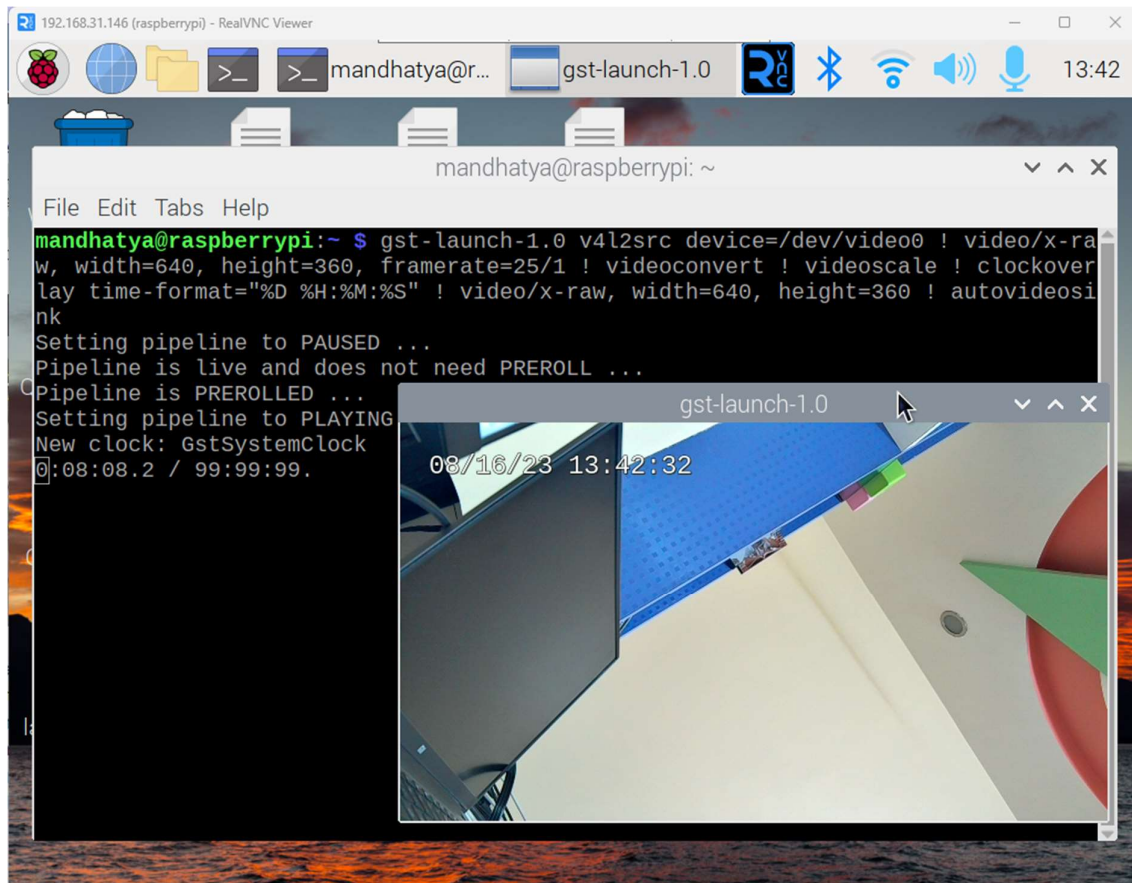 192.168.31.146 (raspberrypi) - RealVNC Viewer
mandhatya@r... gst-launch-1.0 13:42
mandhatya@raspberrypi: ~
File Edit Tabs Help
mandhatya@raspberrypi:~ $ gst-launch-1.0 v4l2src device=/dev/video0 ! video/x-ra
w, width=640, height=360, framerate=25/1 ! videoconvert ! videoscale ! clockover
lay time-format="%D %H:%M:%S" ! video/x-raw, width=640, height=360 ! autovideosi
nk
Setting pipeline to PAUSED ...
Pipeline is live and does not need PREROLL ...
Pipeline is PREROLLED ...
Setting pipeline to PLAYING
New clock: GstSystemClock
0:08:08.2 / 99:99:99.
gst-launch-1.0
08/16/23 13:42:32